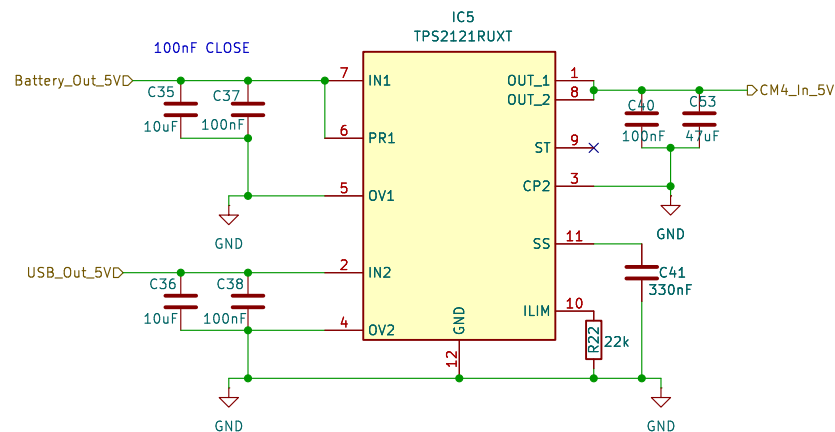 IC5
TPS2121RUXT
100nF CLOSE
Battery_Out_5V
7
IN1
OUT_1
1
CM4_In_5V
C35
C37
OUT_2
8
C40
C53
10uF
100nF
6
PR1
100nF
47uF
ST
9
5
OV1
CP2
3
GND
GND
SS
11
USB_Out_5V
2
IN2
C41
330nF
C36
C38
10uF
100nF
4
OV2
GND
ILIM
10
R22
22k
12
GND
GND